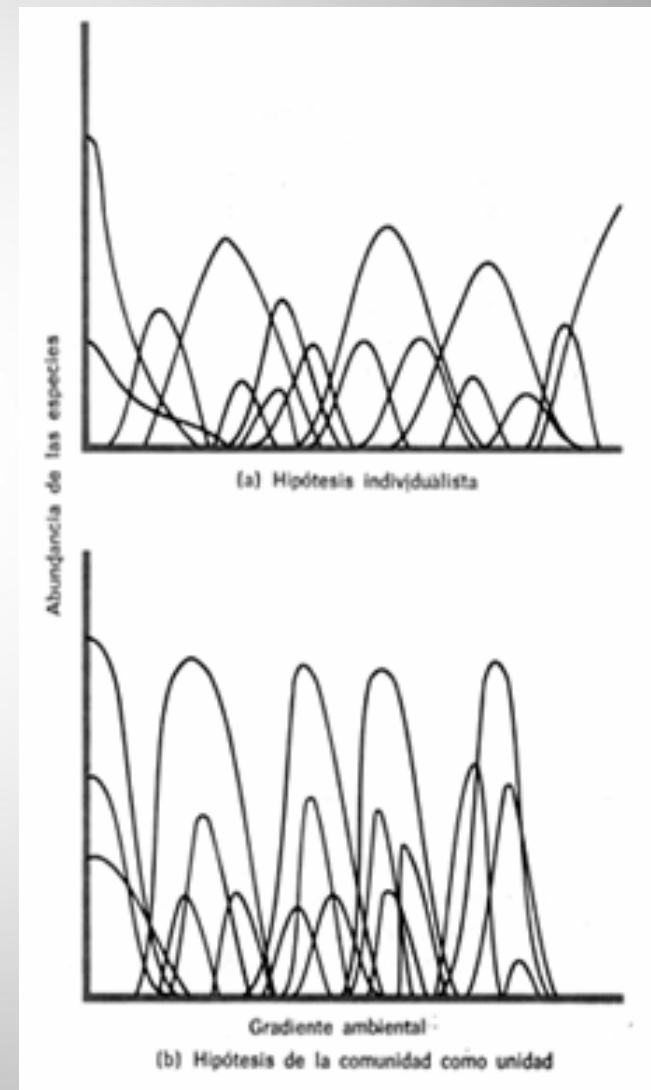 Abundancia de las especies
(a) Hipótesis individualista
Gradiente ambiental
(b) Hipótesis de la comunidad como unidad